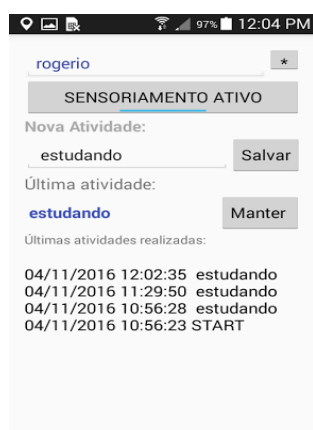 97% 12:04 PM
rogerio *
SENSORIAMENTO ATIVO
Nova Atividade:
estudando Salvar
Última atividade:
estudando Manter
Últimas atividades realizadas:
04/11/2016 12:02:35 estudando
04/11/2016 11:29:50 estudando
04/11/2016 10:56:28 estudando
04/11/2016 10:56:23 START